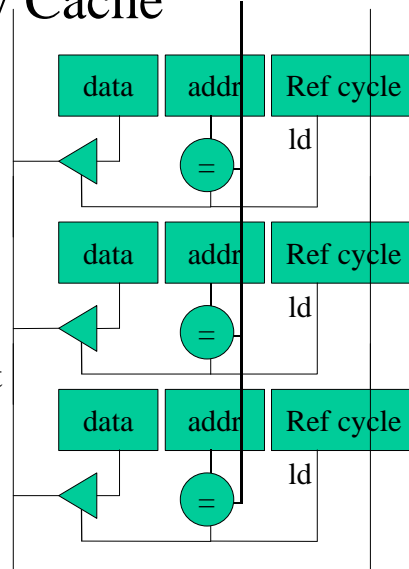 Cache
data addr Ref cycle
ld
=
data addr Ref cycle
ld
=
t
data addr Ref cycle
ld
=